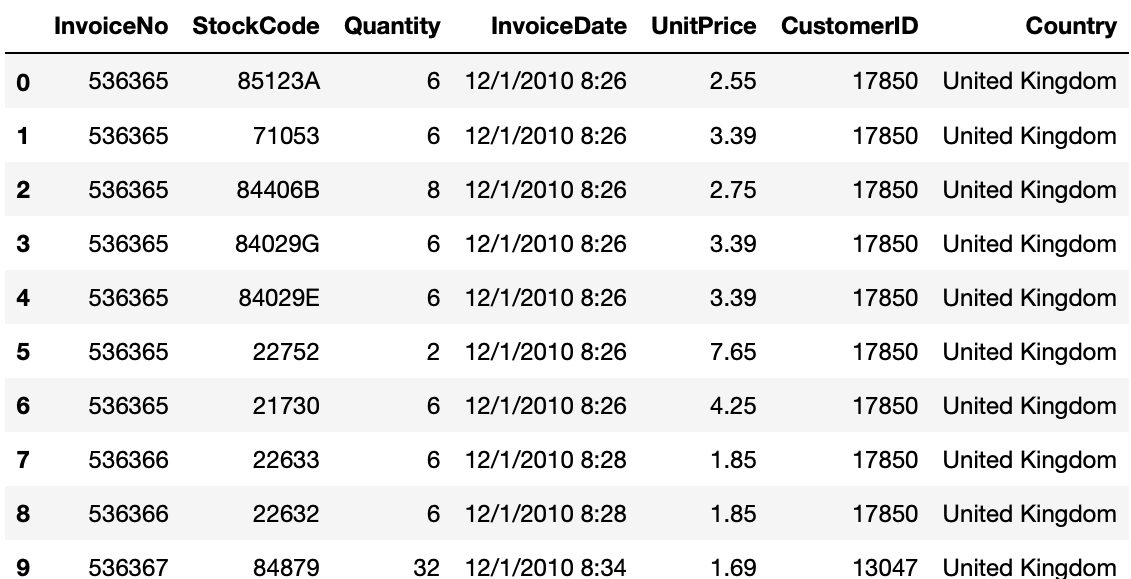 InvoiceNo StockCode Quantity InvoiceDate UnitPrice CustomerID Country
0 536365 85123A 6 12/1/2010 8:26 2.55 17850 United Kingdom
1 536365 71053 6 12/1/2010 8:26 3.39 17850 United Kingdom
2 536365 84406B 8 12/1/2010 8:26 2.75 17850 United Kingdom
3 536365 84029G 6 12/1/2010 8:26 3.39 17850 United Kingdom
4 536365 84029E 6 12/1/2010 8:26 3.39 17850 United Kingdom
5 536365 22752 2 12/1/2010 8:26 7.65 17850 United Kingdom
6 536365 21730 6 12/1/2010 8:26 4.25 17850 United Kingdom
7 536366 22633 6 12/1/2010 8:28 1.85 17850 United Kingdom
8 536366 22632 6 12/1/2010 8:28 1.85 17850 United Kingdom
9 536367 84879 32 12/1/2010 8:34 1.69 13047 United Kingdom